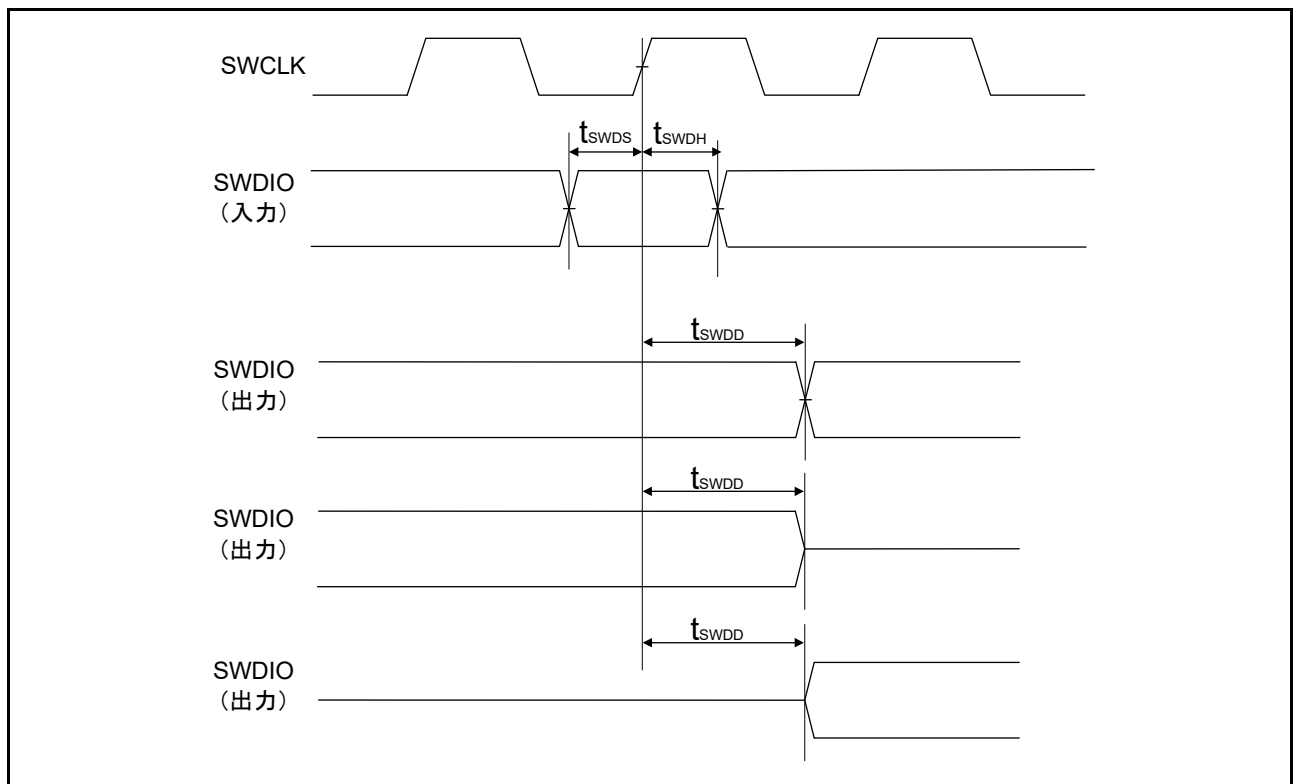 SWCLK
tSWDS tSWDH
SWDIO
（入力）
tSWDD
SWDIO
（出力）
tSWDD
SWDIO
（出力）
tSWDD
SWDIO
（出力）